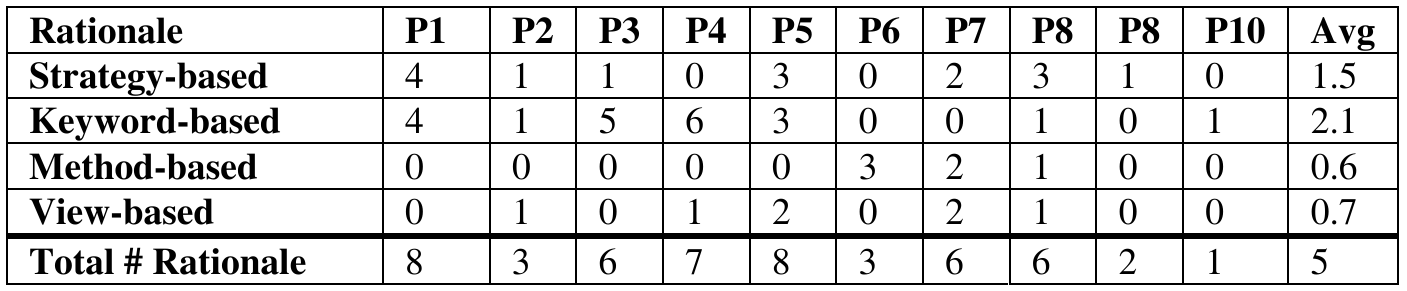 Rationale P1 P2 P3 P4 P5 P6 P7 P8 P8 P10 Avg
Strategy-based 4 1 1 0 3 0 2 3 1 0 1.5
Keyword-based 4 1 5 6 3 0 0 1 0 1 2.1
Method-based 0 0 0 0 0 3 2 1 0 0 0.6
View-based 0 1 0 1 2 0 2 1 0 0 0.7
Total # Rationale 8 3 6 7 8 3 6 6 2 1 5